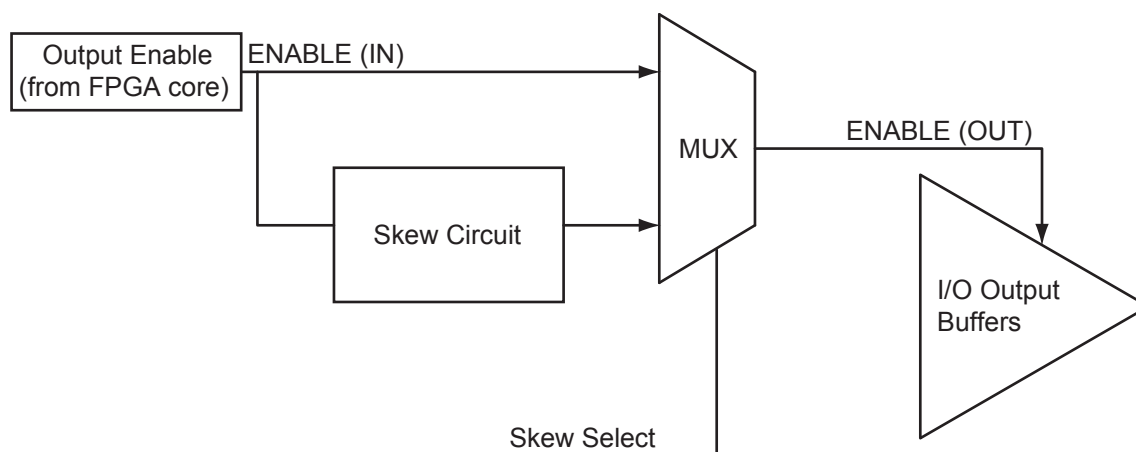 Output Enable
(from FPGA core)
ENABLE (IN)
MUX
ENABLE (OUT)
Skew Circuit
I/O Output
Buffers
Skew Select